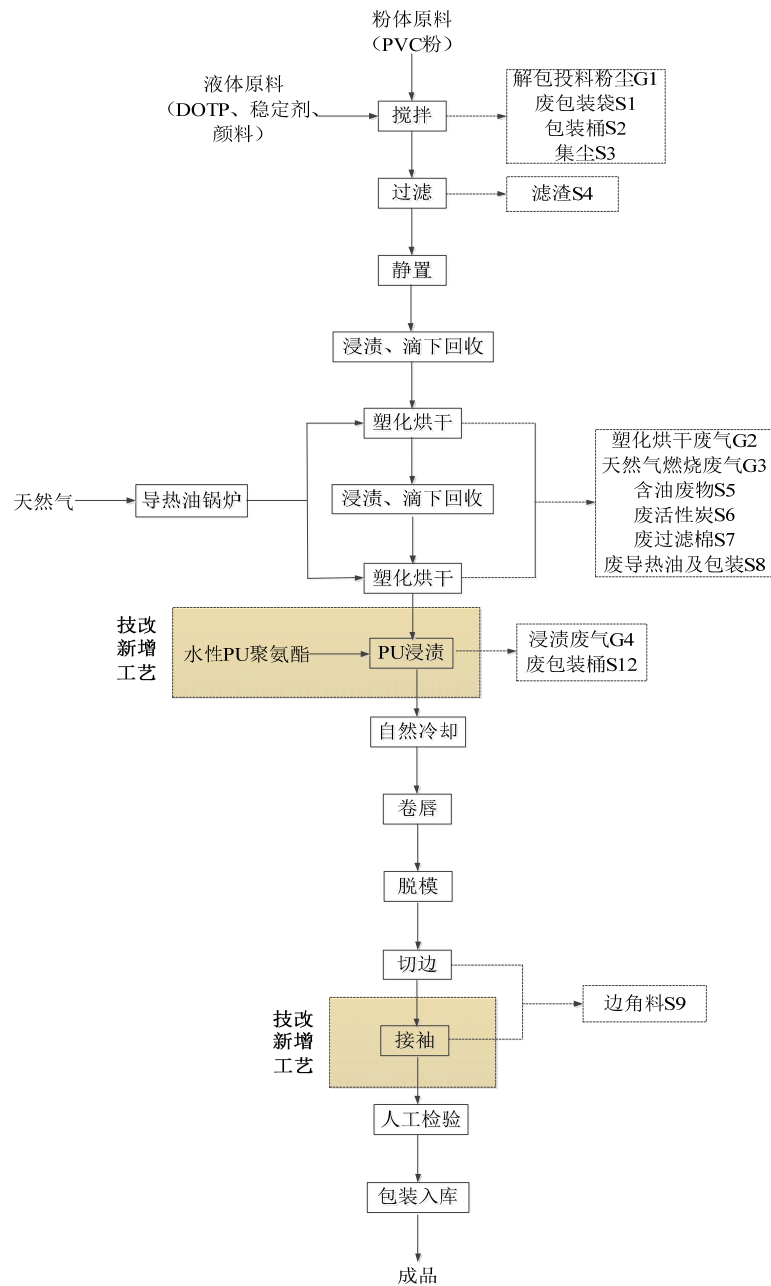 粉体原料
（PVC粉）
液体原料
（DOTP、稳定剂、
颜料）
搅拌
解包投料粉尘G1
废包装袋S1
包装桶S2
集尘S3
过滤
滤渣S4
静置
浸渍、滴下回收
塑化烘干
天然气
导热油锅炉
浸渍、滴下回收
塑化烘干废气G2
天然气燃烧废气G3
含油废物S5
废活性炭S6
废过滤棉S7
废导热油及包装S8
塑化烘干
技改
新增
工艺
水性PU聚氨酯
PU浸渍
浸渍废气G4
废包装桶S12
自然冷却
卷唇
脱模
切边
边角料S9
技改
新增
工艺
接袖
人工检验
包装入库
成品